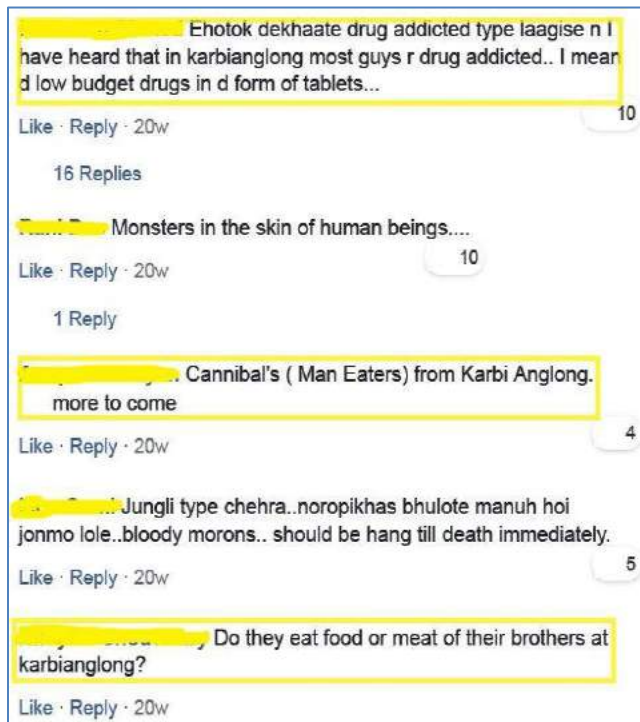 Ehotok dekhaate drug addicted type laagise n I
have heard that in karbianglong most guys r drug addicted.. I mean
d low budget drugs in d form of tablets...
10
Like · Reply · 20w
16 Replies
Monsters in the skin of human beings....
10
Like · Reply · 20w
1 Reply
Cannibal's ( Man Eaters) from Karbi Anglong.
more to come
4
Like · Reply · 20w
Jungli type chehra..noropikhas bhulote manuh hoi
jonmo lole..bloody morons.. should be hang till death immediately.
5
Like · Reply · 20w
Do they eat food or meat of their brothers at
karbianglong?
Like · Reply · 20w